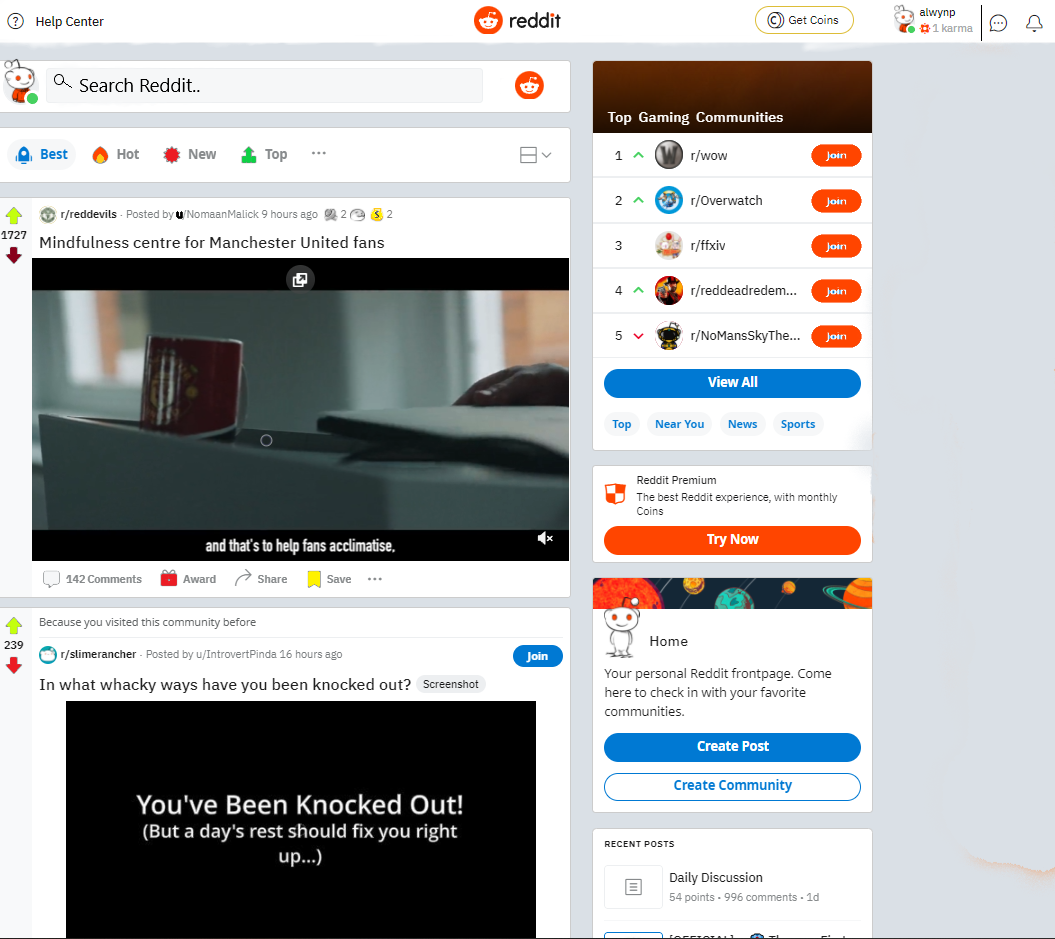 Help Center
reddit
Get Coins
alwynp
1 karma
Search Reddit..
Best
Hot
New
Top
r/reddevils · Posted by u/NomaanMalick 9 hours ago 2 2
1727
Mindfulness centre for Manchester United fans
and that's to help fans acclimatise,
142 Comments
Award
Share
Save
Because you visited this community before
239
r/slimerancher · Posted by u/IntrovertPinda 16 hours ago
Join
In what whacky ways have you been knocked out? Screenshot
You've Been Knocked Out!
(But a day's rest should fix you right
up...)
Top Gaming Communities
1 W r/wow Join
2 r/Overwatch Join
3 r/ffxiv Join
4 r/reddeadredem... Join
5 r/NoMansSkyThe... Join
View All
Top
Near You
News
Sports
Reddit Premium
The best Reddit experience, with monthly
Coins
Try Now
Home
Your personal Reddit frontpage. Come
here to check in with your favorite
communities.
Create Post
Create Community
RECENT POSTS
Daily Discussion
54 points · 996 comments · 1d